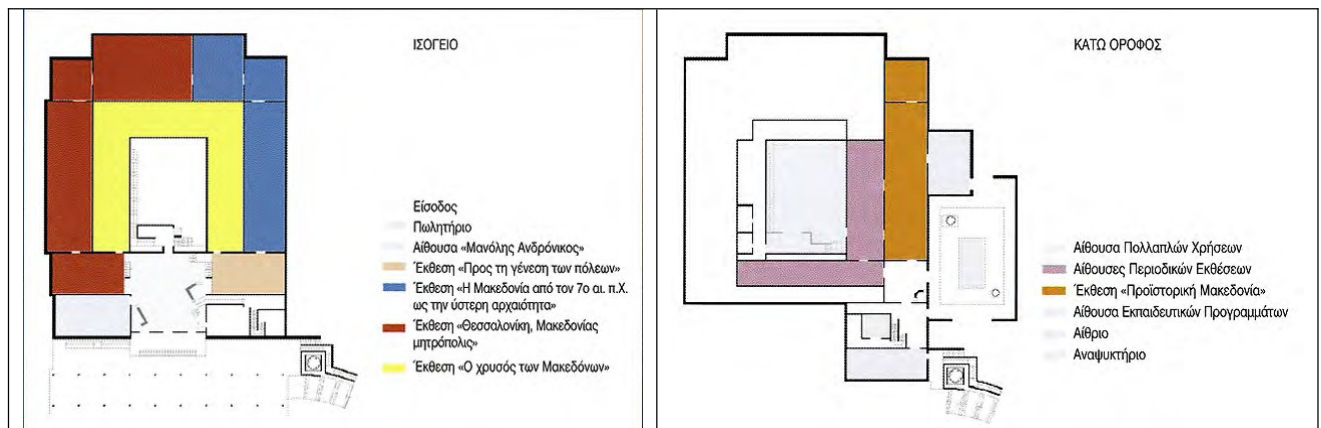 ΙΣΟΓΕΙΟ
Είσοδος
Πωλητήριο
Αίθουσα «Μανόλης Ανδρόνικος»
Έκθεση «Προς τη γένεση των πόλεων»
Έκθεση «Η Μακεδονία από τον 7ο αι. π.Χ.
ως την ύστερη αρχαιότητα»
Έκθεση «Θεσσαλονίκη, Μακεδονίας
μητρόπολις»
Έκθεση «Ο χρυσός των Μακεδόνων»
ΚΑΤΩ ΟΡΟΦΟΣ
Αίθουσα Πολλαπλών Χρήσεων
Αίθουσες Περιοδικών Εκθέσεων
Έκθεση «Προϊστορική Μακεδονία»
Αίθουσα Εκπαιδευτικών Προγραμμάτων
Αίθριο
Αναψυκτήριο